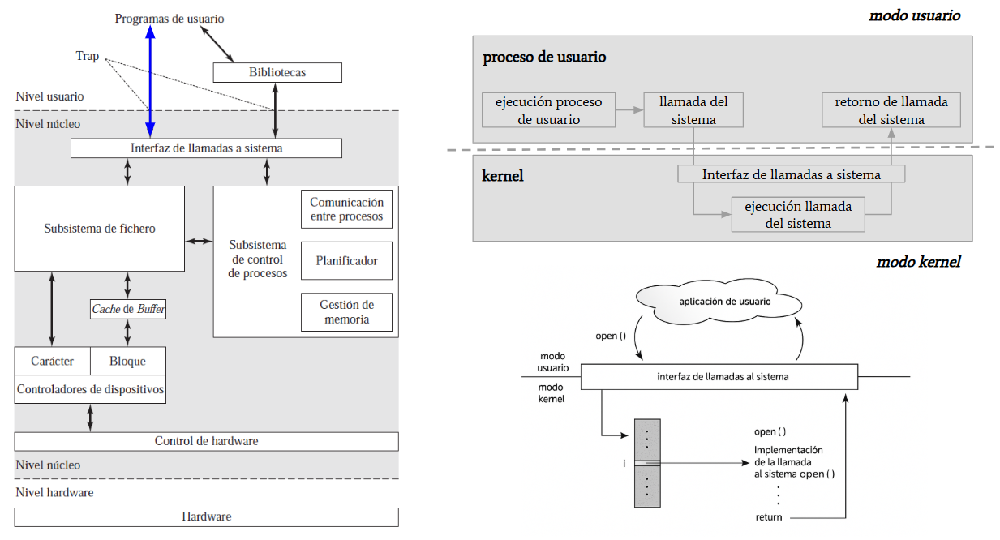 Programas de usuario
Trap
Bibliotecas
Nivel usuario
Nivel núcleo
Interfaz de llamadas a sistema
Subsistema de fichero
Subsistema
de control
de procesos
Comunicación
entre procesos
Planificador
Gestión de
memoria
Cache de Buffer
Carácter
Bloque
Controladores de dispositivos
Control de hardware
Nivel núcleo
Nivel hardware
Hardware
modo usuario
proceso de usuario
ejecución proceso
de usuario
llamada del
sistema
retorno de llamada
del sistema
kernel
Interfaz de llamadas a sistema
ejecución llamada
del sistema
modo kernel
aplicación de usuario
open ()
modo
usuario
interfaz de llamadas al sistema
modo
kernel
i
open ()
Implementación
de la llamada
al sistema open ()
return